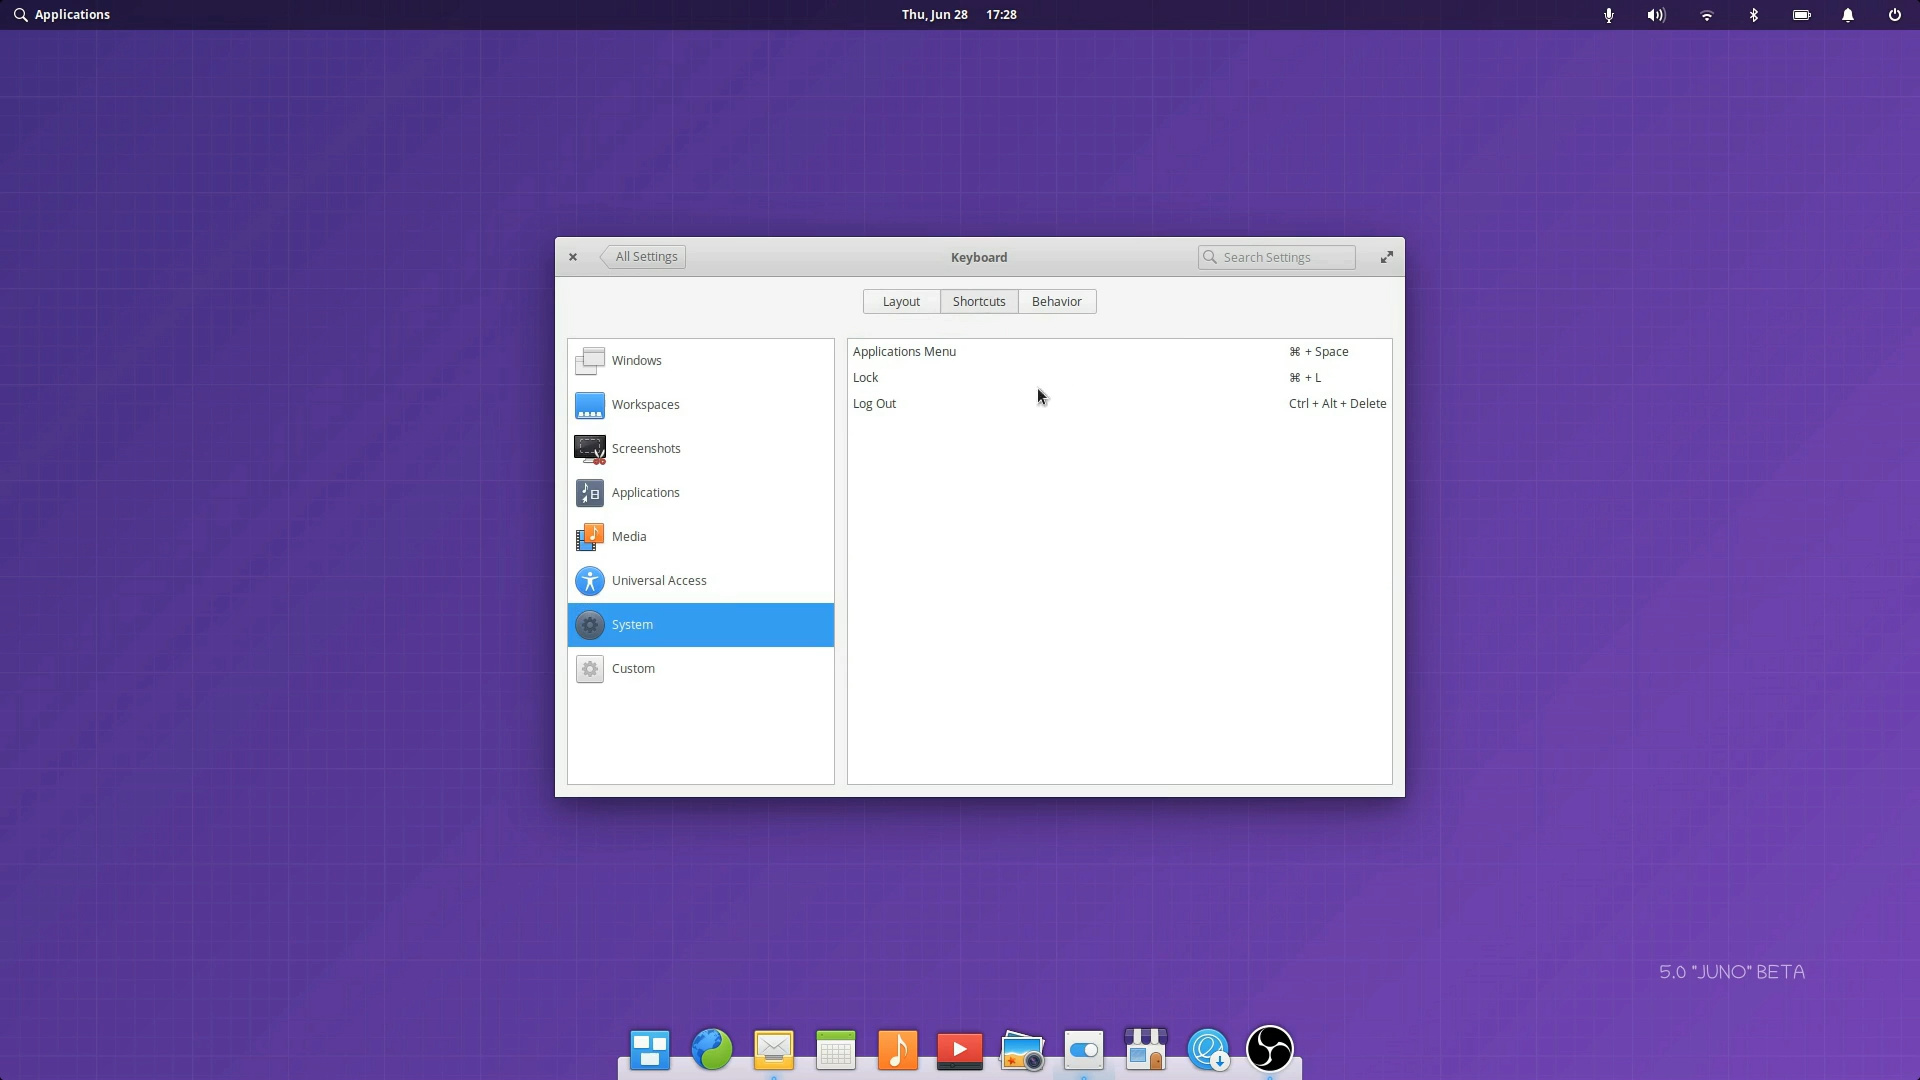 Applications
Thu, Jun 28 17:28
All Settings
Keyboard
Search Settings
Layout
Shortcuts
Behavior
Windows
Workspaces
Screenshots
Applications
Media
Universal Access
System
Custom
Applications Menu ⌘ + Space
Lock ⌘ + L
Log Out Ctrl + Alt + Delete
5.0 "JUNO" BETA